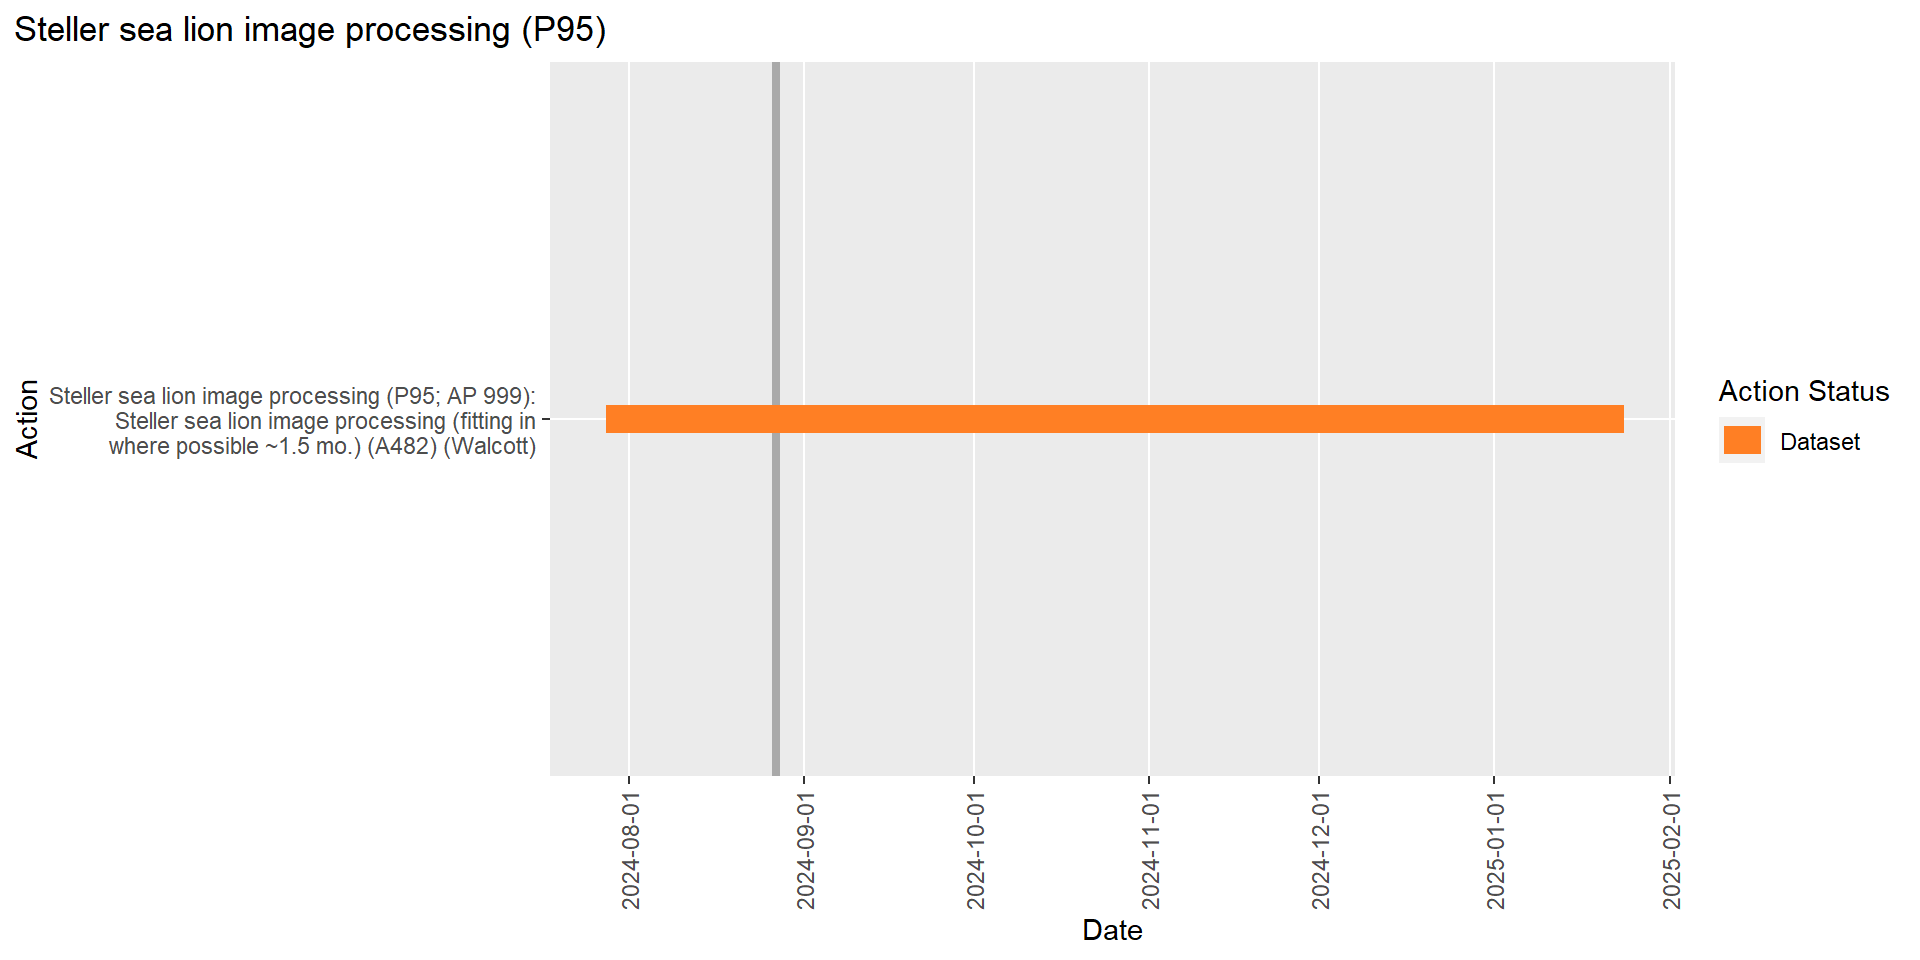 Steller sea lion image processing (P95)
Action
Steller sea lion image processing (P95; AP 999):
Steller sea lion image processing (fitting in
where possible ~1.5 mo.) (A482) (Walcott)
Action Status
Dataset
2024-08-01
2024-09-01
2024-10-01
2024-11-01
2024-12-01
2025-01-01
2025-02-01
Date